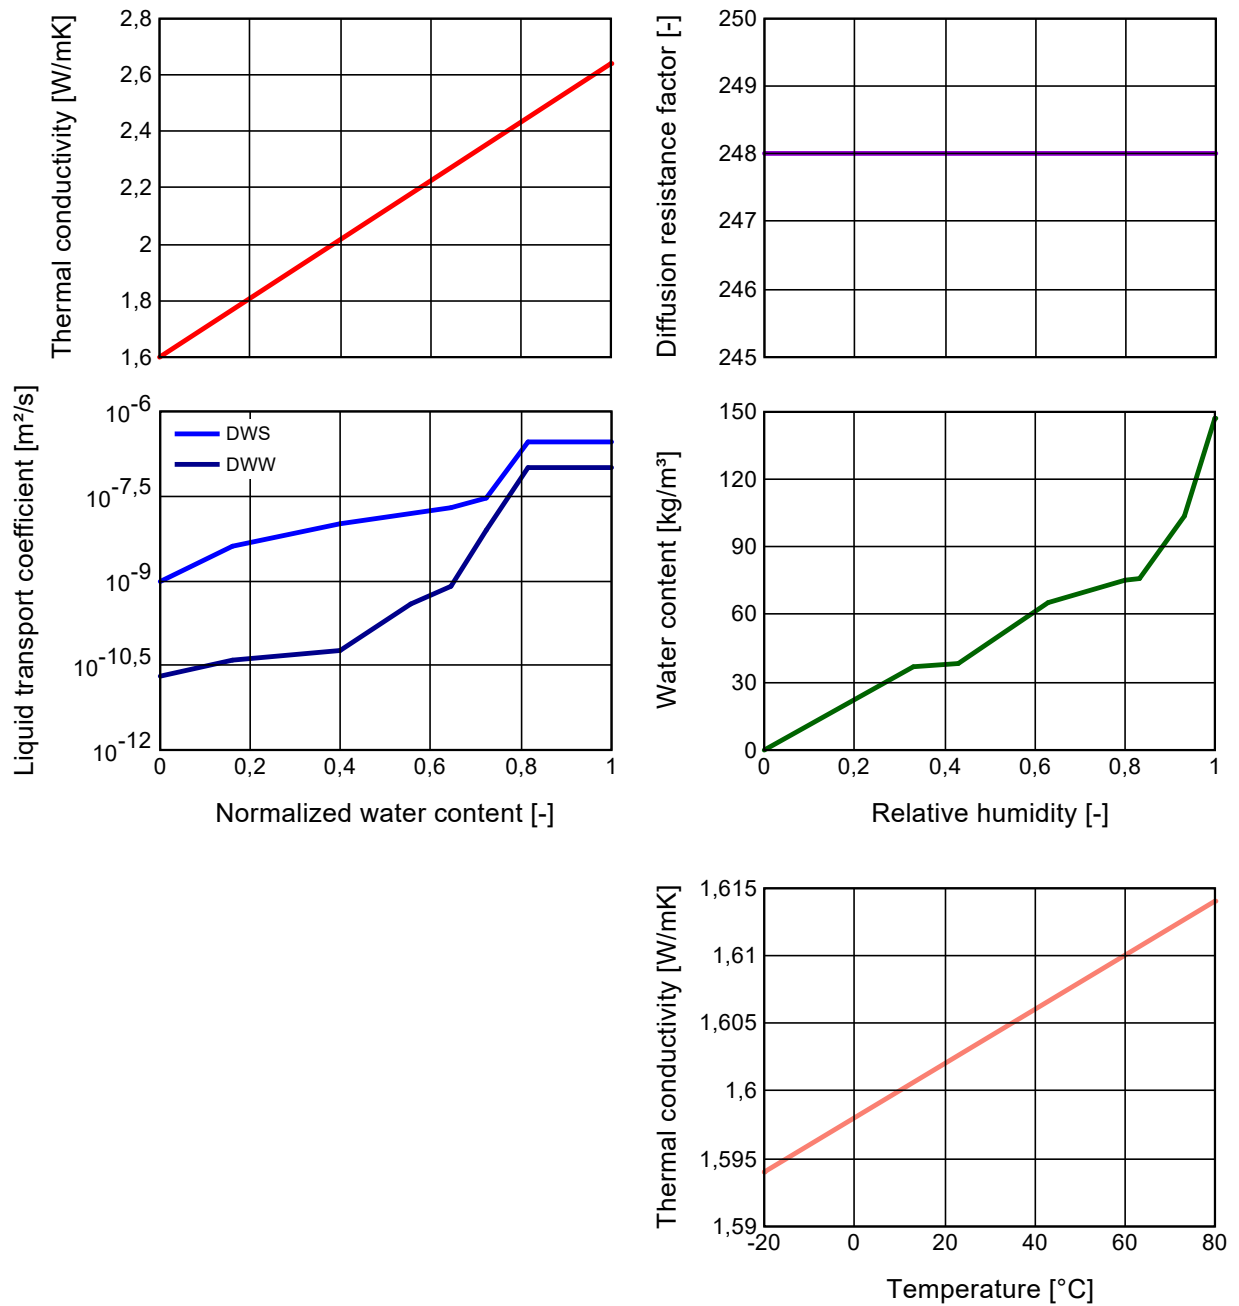 Thermal conductivity [W/mK]
2,8
2,6
2,4
2,2
2
1,8
1,6
Diffusion resistance factor [-]
250
249
248
247
246
245
Liquid transport coefficient [m²/s]
10-6
10-7,5
10-9
10-10,5
10-12
DWS
DWW
0 0,2 0,4 0,6 0,8 1
Normalized water content [-]
Water content [kg/m³]
150
120
90
60
30
0
0 0,2 0,4 0,6 0,8 1
Relative humidity [-]
Thermal conductivity [W/mK]
1,615
1,61
1,605
1,6
1,595
1,59
-20 0 20 40 60 80
Temperature [°C]